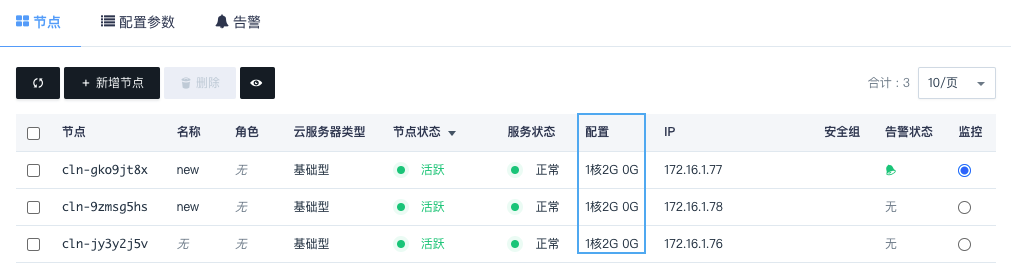 节点 配置参数 告警
+ 新增节点 删除 合计：3 10/页
节点 名称 角色 云服务器类型 节点状态 服务状态 配置 IP 安全组 告警状态 监控
cln-gko9jt8x new 无 基础型 活跃 正常 1核2G 0G 172.16.1.77
cln-9zmsg5hs new 无 基础型 活跃 正常 1核2G 0G 172.16.1.78 无
cln-jy3y2j5v 无 无 基础型 活跃 正常 1核2G 0G 172.16.1.76 无